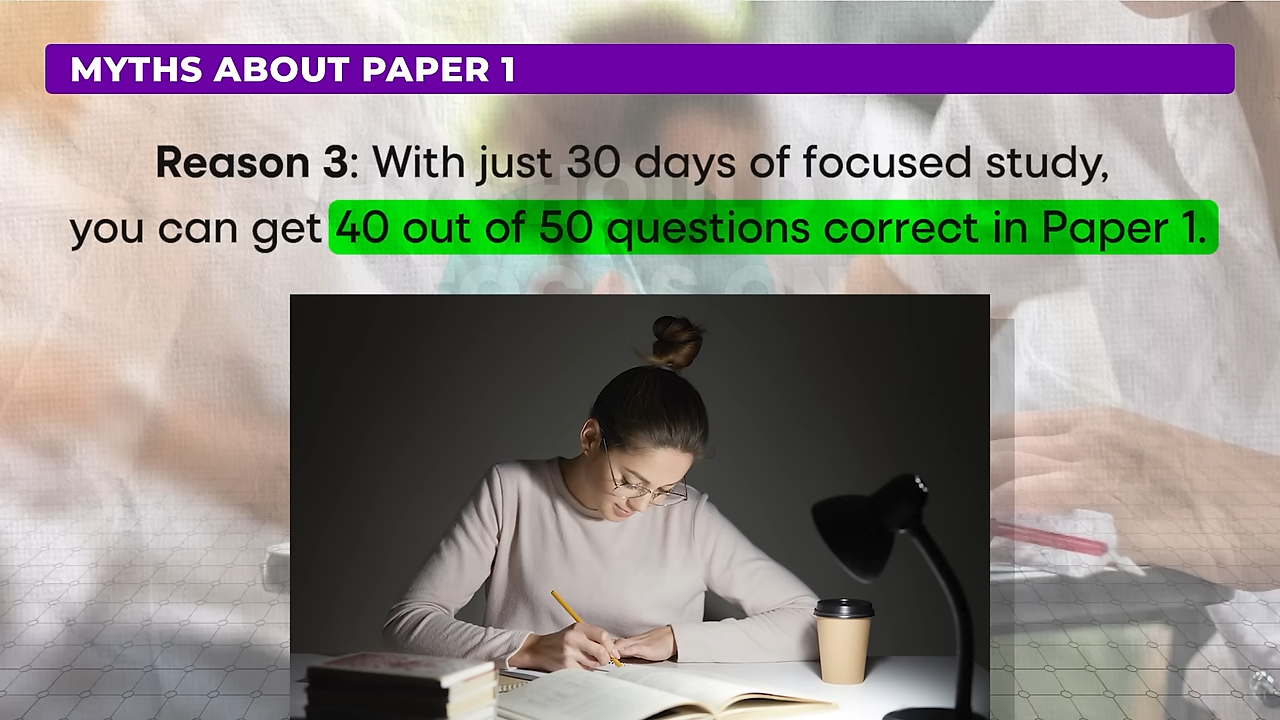 MYTHS ABOUT PAPER 1
Reason 3: With just 30 days of focused study,
you can get 40 out of 50 questions correct in Paper 1.